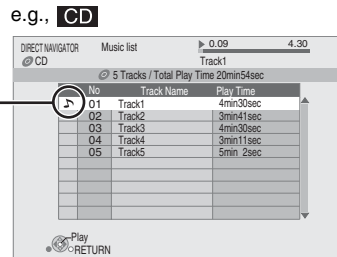 e.g., CD
DIRECT NAVIGATOR Music list 0.09 4.30
CD Track1
5 Tracks / Total Play Time 20min54sec
No Track Name Play Time
01 Track1 4min30sec
02 Track2 3min41sec
03 Track3 4min30sec
04 Track4 3min11sec
05 Track5 5min 2sec
Play
RETURN